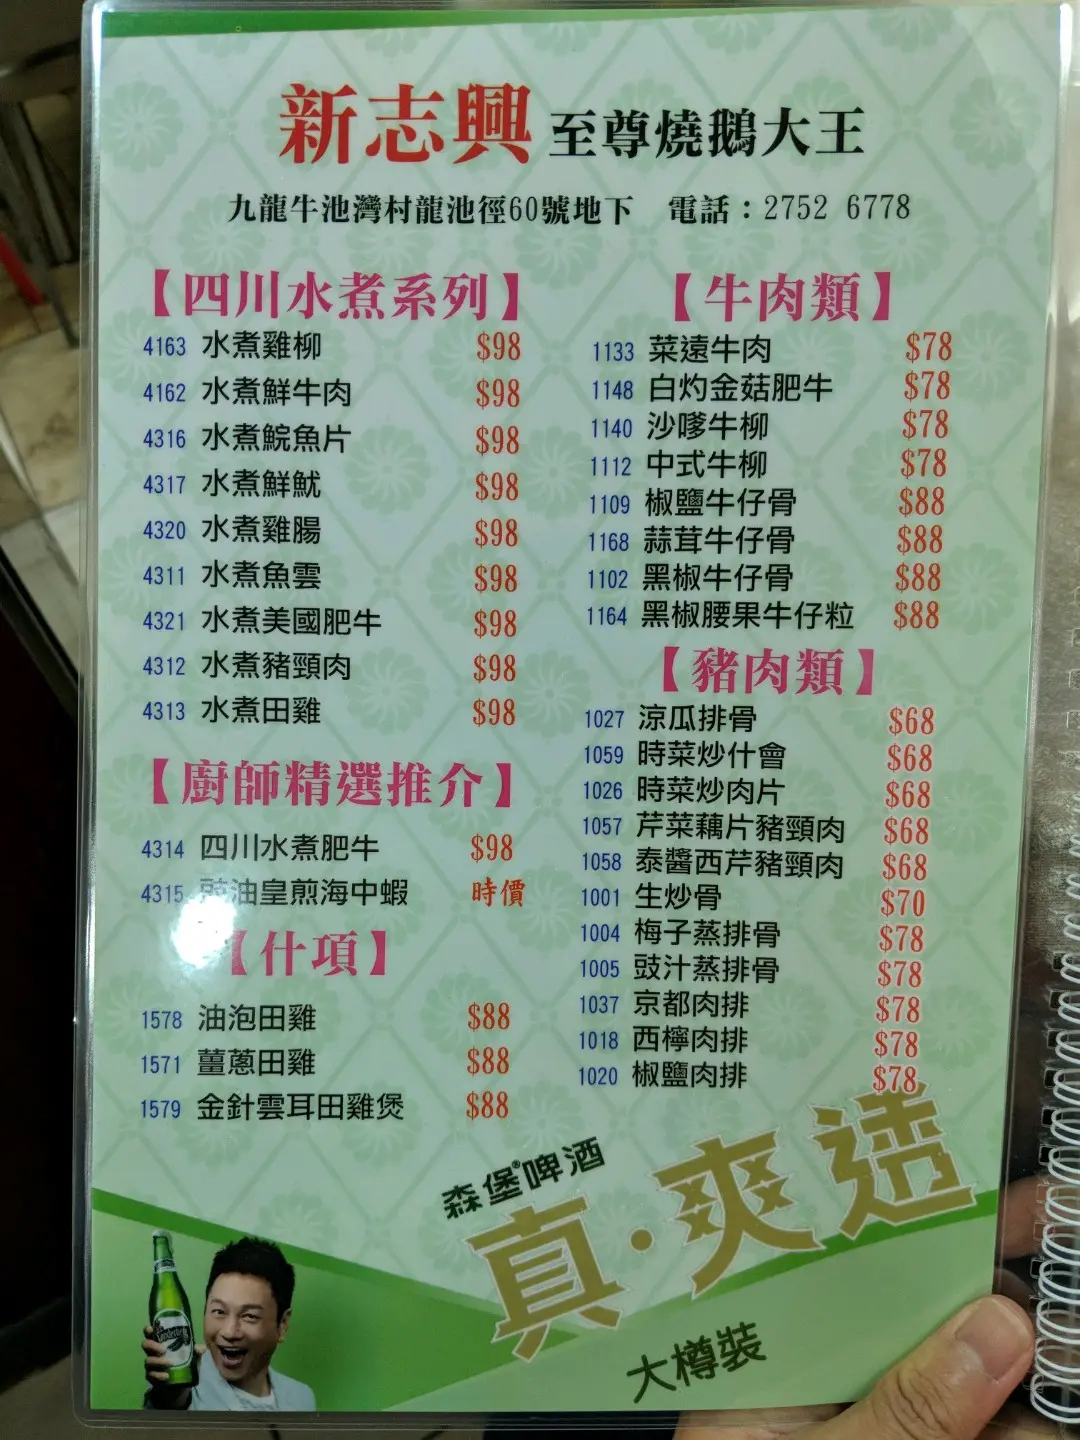 新志興 至尊燒鵝大王
九龍牛池灣村龍池徑60號地下 電話：2752 6778
【四川水煮系列】
4163 水煮雞柳 $98
4162 水煮鮮牛肉 $98
4316 水煮鯇魚片 $98
4317 水煮鮮魷 $98
4320 水煮雞腸 $98
4311 水煮魚雲 $98
4321 水煮美國肥牛 $98
4312 水煮豬頸肉 $98
4313 水煮田雞 $98
【廚師精選推介】
4314 四川水煮肥牛 $98
4315 豉油皇煎海中蝦 時價
【什項】
1578 油泡田雞 $88
1571 薑蔥田雞 $88
1579 金針雲耳田雞煲 $88
【牛肉類】
1133 菜遠牛肉 $78
1148 白灼金菇肥牛 $78
1140 沙嗲牛柳 $78
1112 中式牛柳 $78
1109 椒鹽牛仔骨 $88
1168 蒜茸牛仔骨 $88
1102 黑椒牛仔骨 $88
1164 黑椒腰果牛仔粒 $88
【豬肉類】
1027 涼瓜排骨 $68
1059 時菜炒什會 $68
1026 時菜炒肉片 $68
1057 芹菜藕片豬頸肉 $68
1058 泰醬西芹豬頸肉 $68
1001 生炒骨 $70
1004 梅子蒸排骨 $78
1005 豉汁蒸排骨 $78
1037 京都肉排 $78
1018 西檸肉排 $78
1020 椒鹽肉排 $78
森堡®啤酒
真·爽透
大樽裝